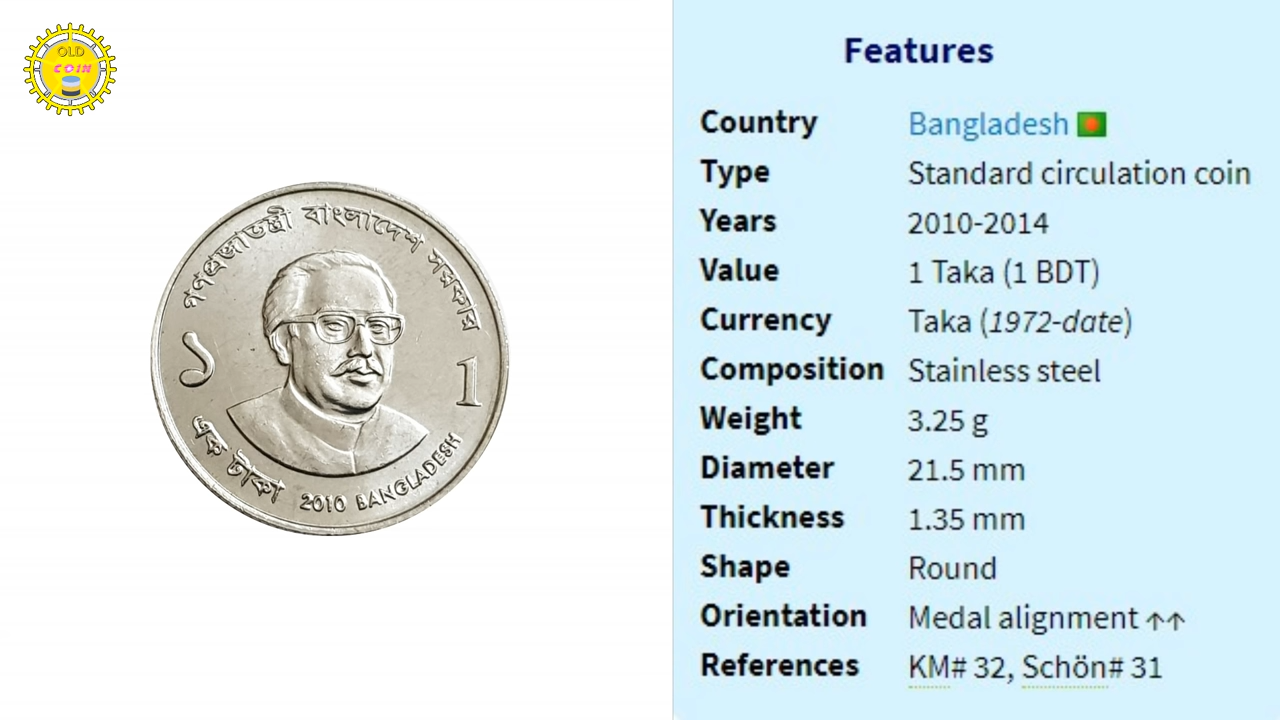 OLD
COIN
গণপ্রজাতন্ত্রী বাংলাদেশ সরকার
১
1
এক টাকা
2010 BANGLADESH
Features
Country Bangladesh
Type Standard circulation coin
Years 2010-2014
Value 1 Taka (1 BDT)
Currency Taka (1972-date)
Composition Stainless steel
Weight 3.25 g
Diameter 21.5 mm
Thickness 1.35 mm
Shape Round
Orientation Medal alignment ↑↑
References KM# 32, Schön# 31